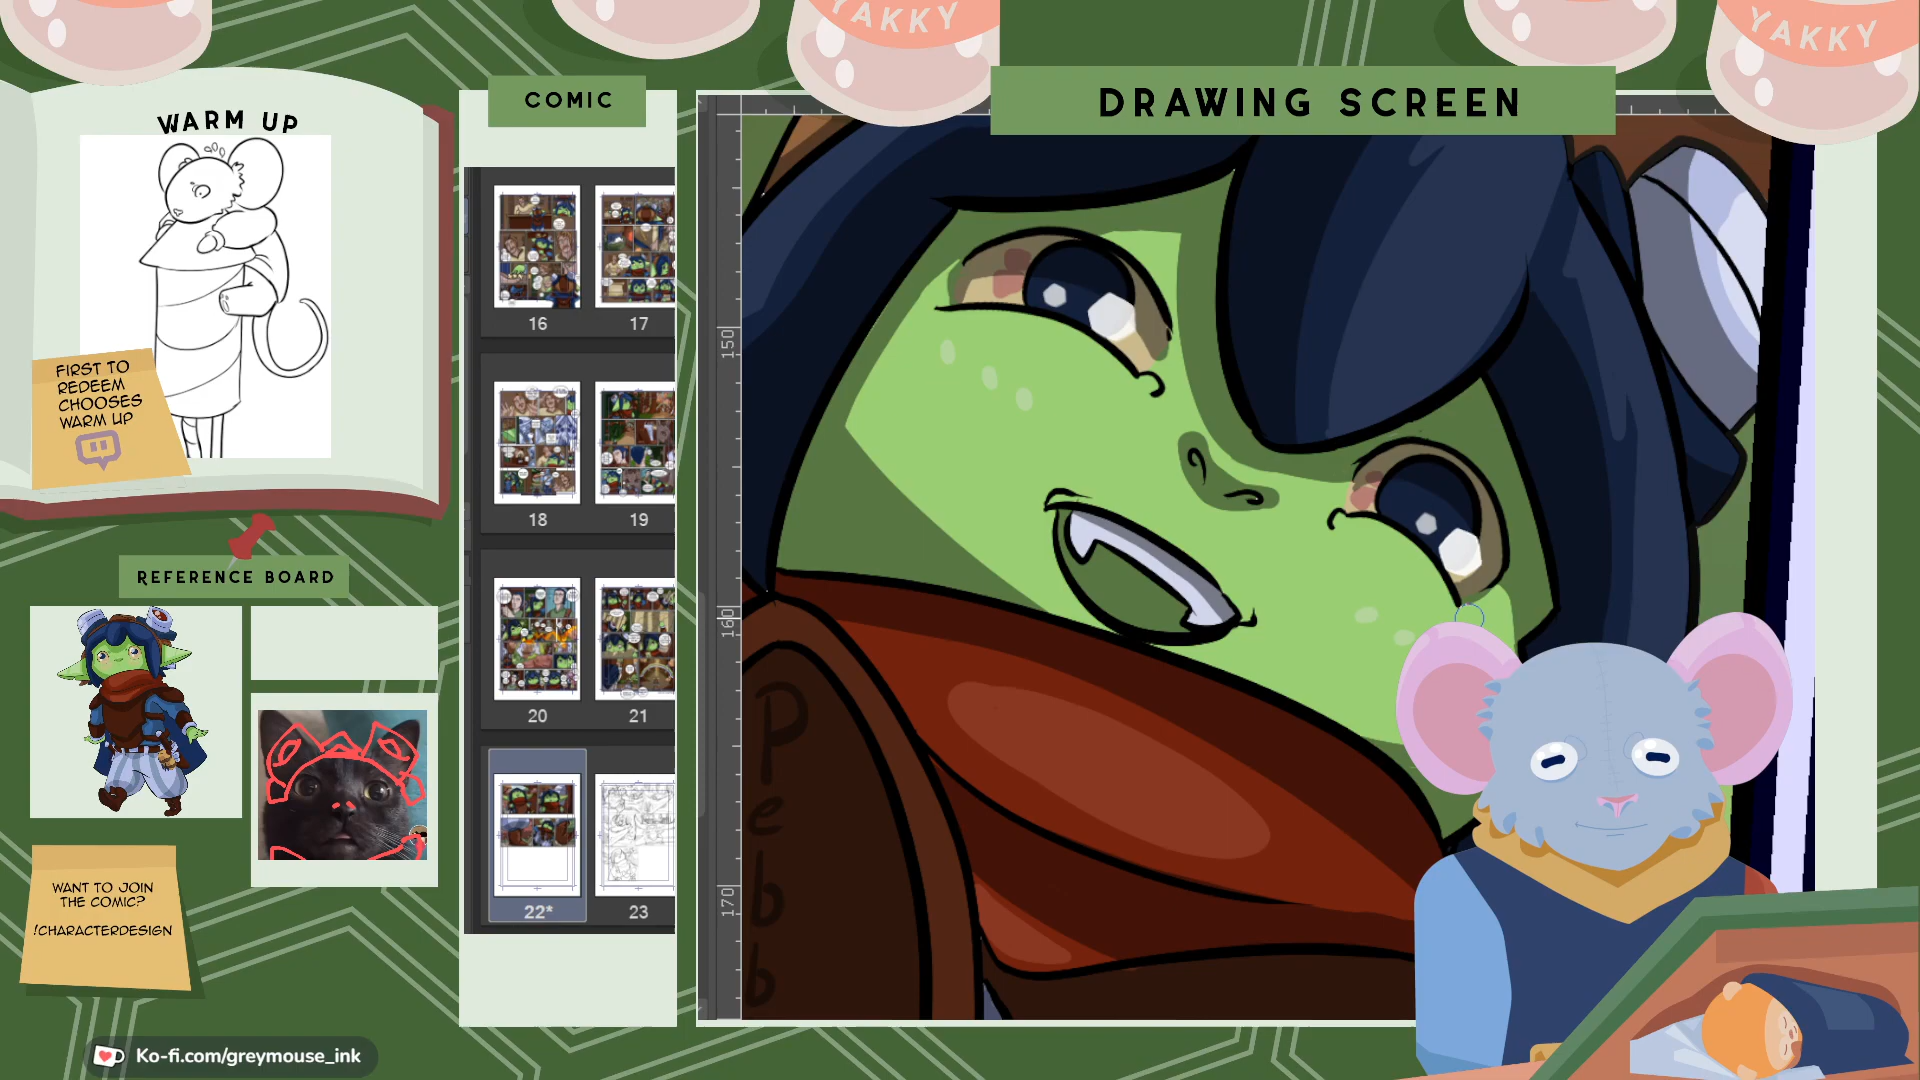 YAKKY
YAKKY
DRAWING SCREEN
COMIC
WARM UP
FIRST TO
REDEEM
CHOOSES
WARM UP
16
17
18
19
20
21
22*
23
REFERENCE BOARD
WANT TO JOIN
THE COMIC?
!CHARACTERDESIGN
150
160
170
Pebb
Ko-fi.com/greymouse_ink